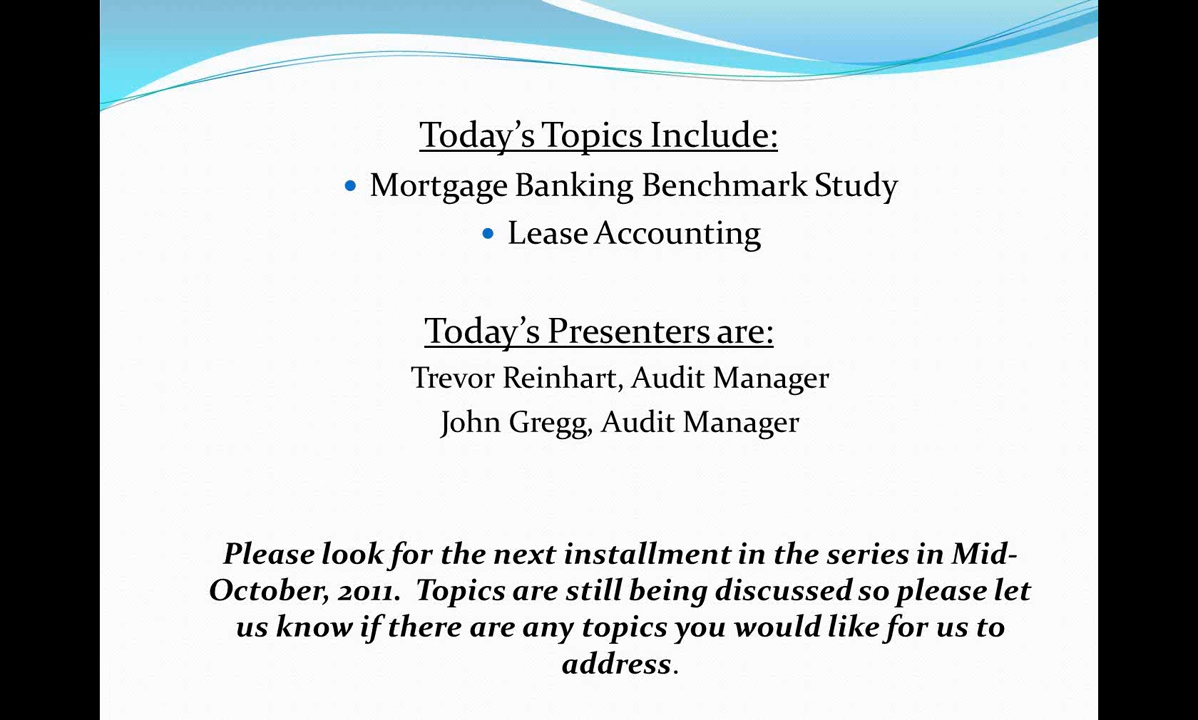 Today’s Topics Include:
• Mortgage Banking Benchmark Study
• Lease Accounting
Today’s Presenters are:
Trevor Reinhart, Audit Manager
John Gregg, Audit Manager
Please look for the next installment in the series in Mid-
October, 2011.  Topics are still being discussed so please let
us know if there are any topics you would like for us to
address.